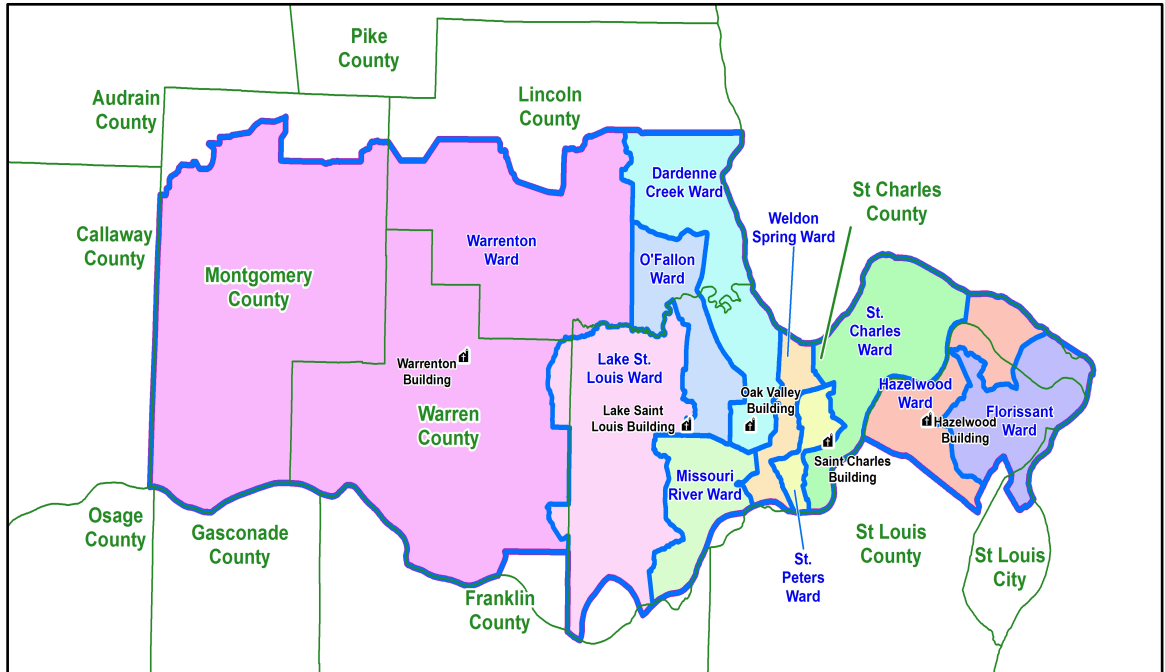 Pike
County
Audrain
County
Lincoln
County
Dardenne
Creek Ward
St Charles
County
Weldon
Spring Ward
Callaway
County
Warrenton
Ward
O'Fallon
Ward
Montgomery
County
St.
Charles
Ward
Warrenton
Building
Lake St.
Louis Ward
Hazelwood
Ward
Oak Valley
Building
Lake Saint
Louis Building
Warren
County
Florissant
Ward
Hazelwood
Building
Saint Charles
Building
Missouri
River Ward
Osage
County
Gasconade
County
St Louis
County
St Louis
City
St.
Peters
Ward
Franklin
County